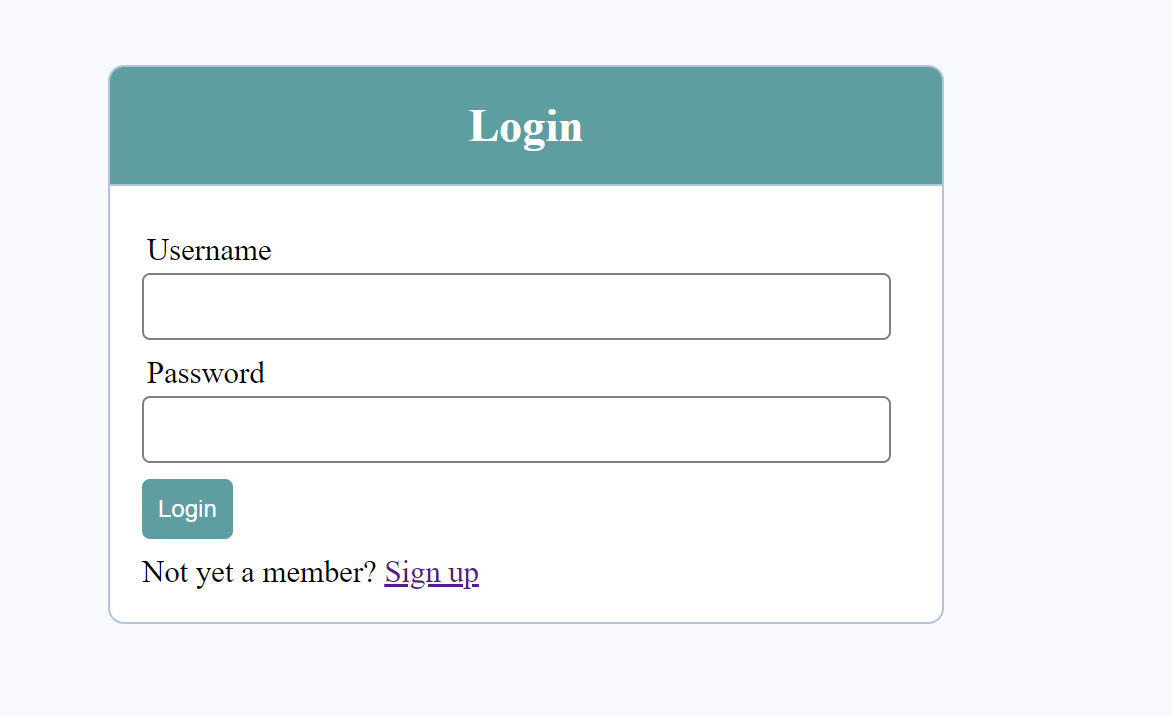 Login
Username
Password
Login
Not yet a member? Sign up